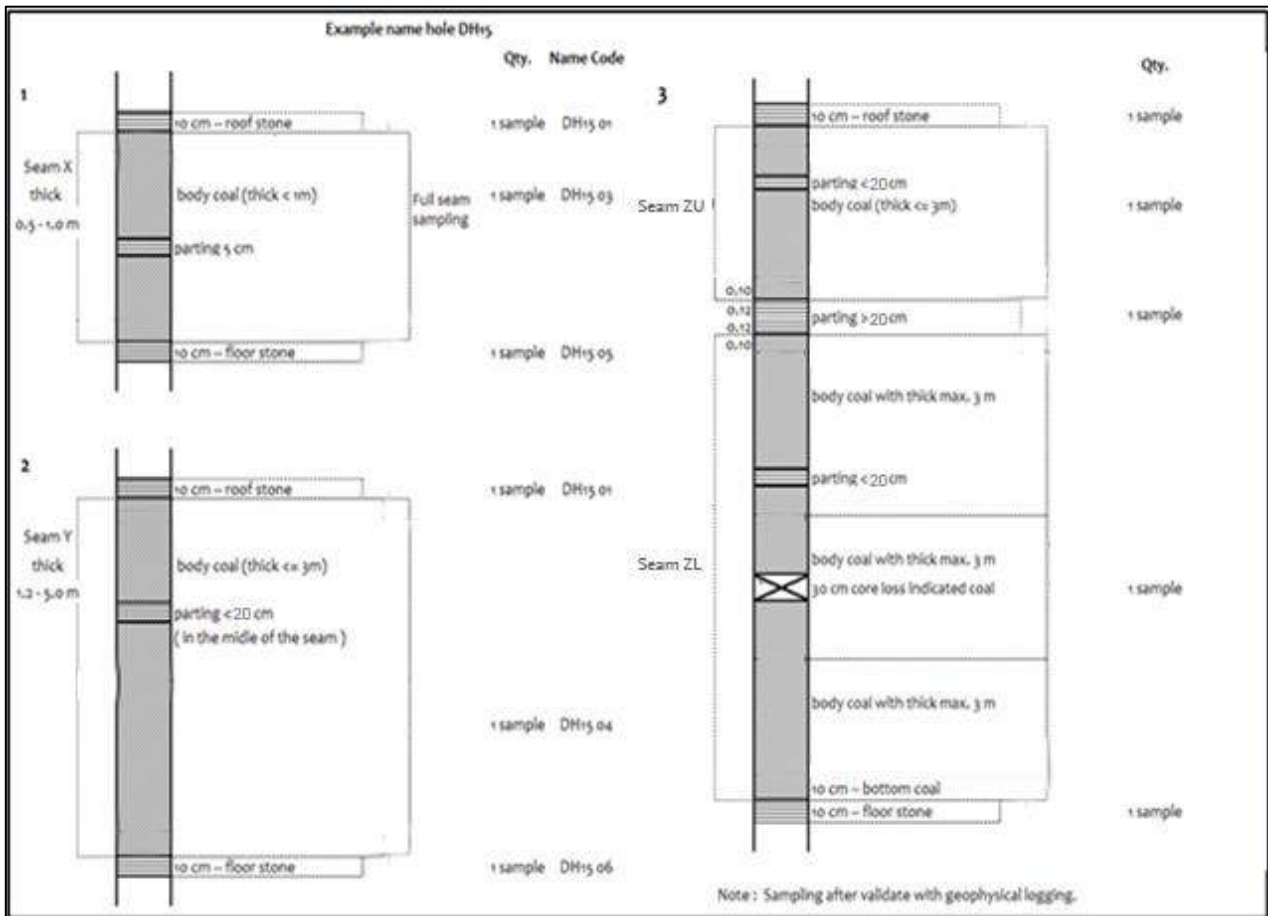 Example name hole DH15
Qty. Name Code
1
10 cm – roof stone
1 sample DH15 01
Seam X
thick
0,5 - 1,0 m
body coal (thick < 1m)
Full seam
sampling
1 sample DH15 03
parting 5 cm
10 cm – floor stone
1 sample DH15 05
2
10 cm – roof stone
1 sample DH15 01
Seam Y
thick
1,2 - 5,0 m
body coal (thick <= 3m)
parting <20 cm
( in the midle of the seam )
1 sample DH15 04
10 cm – floor stone
1 sample DH15 06
3
Qty.
10 cm – roof stone
1 sample
parting <20 cm
Seam ZU
body coal (thick <= 3m)
1 sample
0,10
0,12
parting >20 cm
1 sample
0,12
0,10
body coal with thick max, 3 m
parting <20 cm
Seam ZL
body coal with thick max, 3 m
30 cm core loss indicated coal
1 sample
body coal with thick max, 3 m
10 cm – bottom coal
10 cm – floor stone
1 sample
Note : Sampling after validate with geophysical logging.